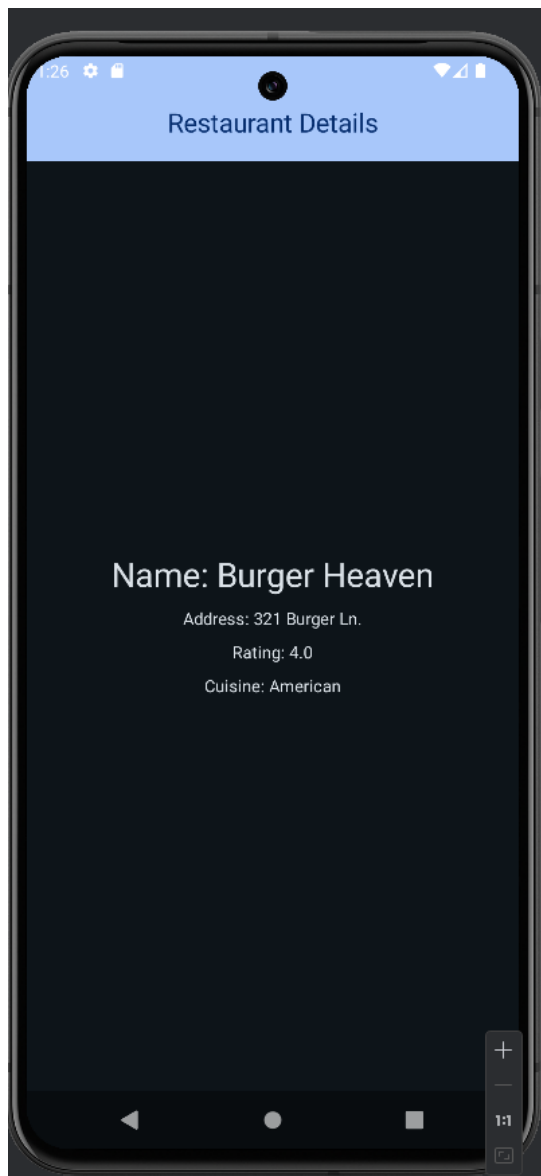 1:26
Restaurant Details
Name: Burger Heaven
Address: 321 Burger Ln.
Rating: 4.0
Cuisine: American
1:1